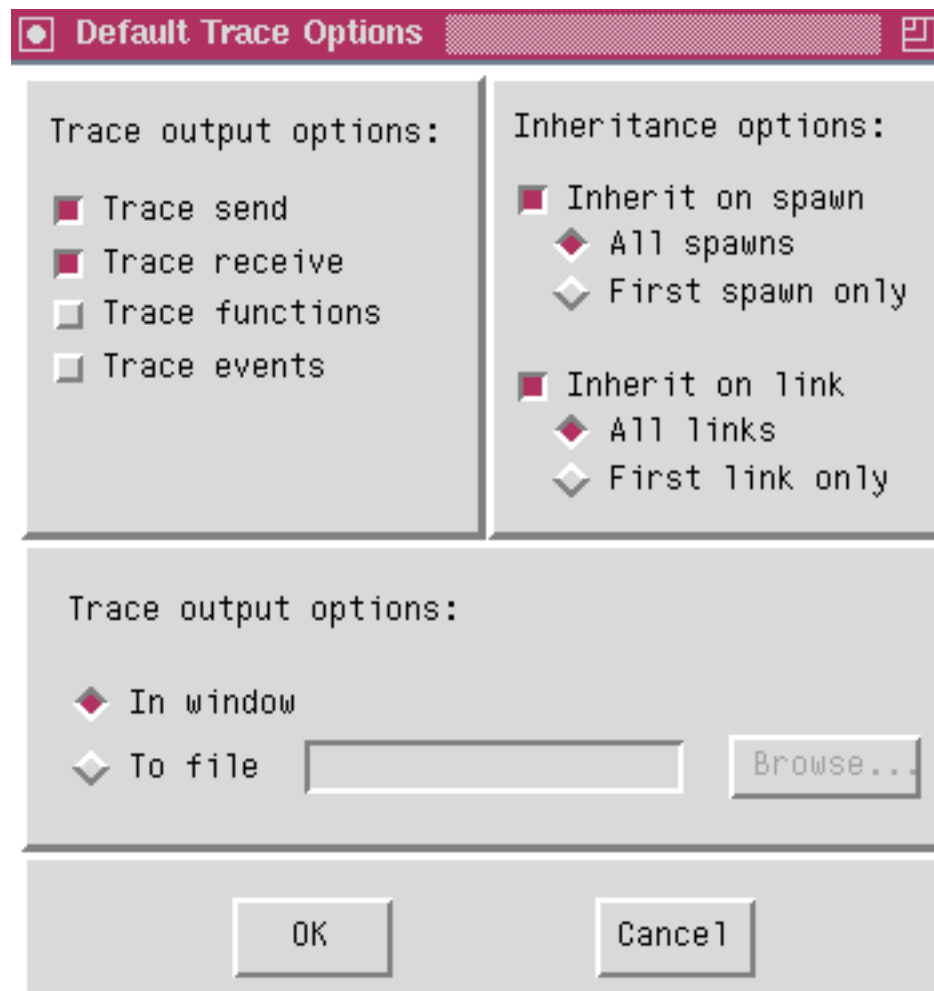 Default Trace Options
Trace output options:
Trace send
Trace receive
Trace functions
Trace events
Inheritance options:
Inherit on spawn
All spawns
First spawn only
Inherit on link
All links
First link only
Trace output options:
In window
To file
Browse...
OK
Cancel